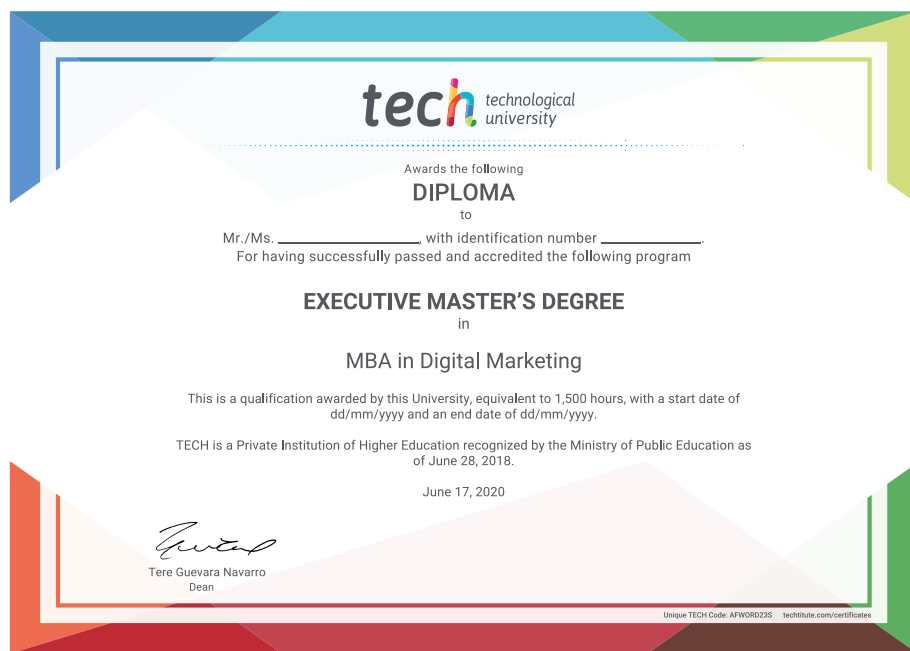 tech technological
university
Awards the following
DIPLOMA
to
Mr./Ms. ____________________, with identification number ______________.
For having successfully passed and accredited the following program
EXECUTIVE MASTER'S DEGREE
in
MBA in Digital Marketing
This is a qualification awarded by this University, equivalent to 1,500 hours, with a start date of
dd/mm/yyyy and an end date of dd/mm/yyyy.
TECH is a Private Institution of Higher Education recognized by the Ministry of Public Education as
of June 28, 2018.
June 17, 2020
Tere Guevara Navarro
Dean
Unique TECH Code: AFWORD23S techtitute.com/certificates